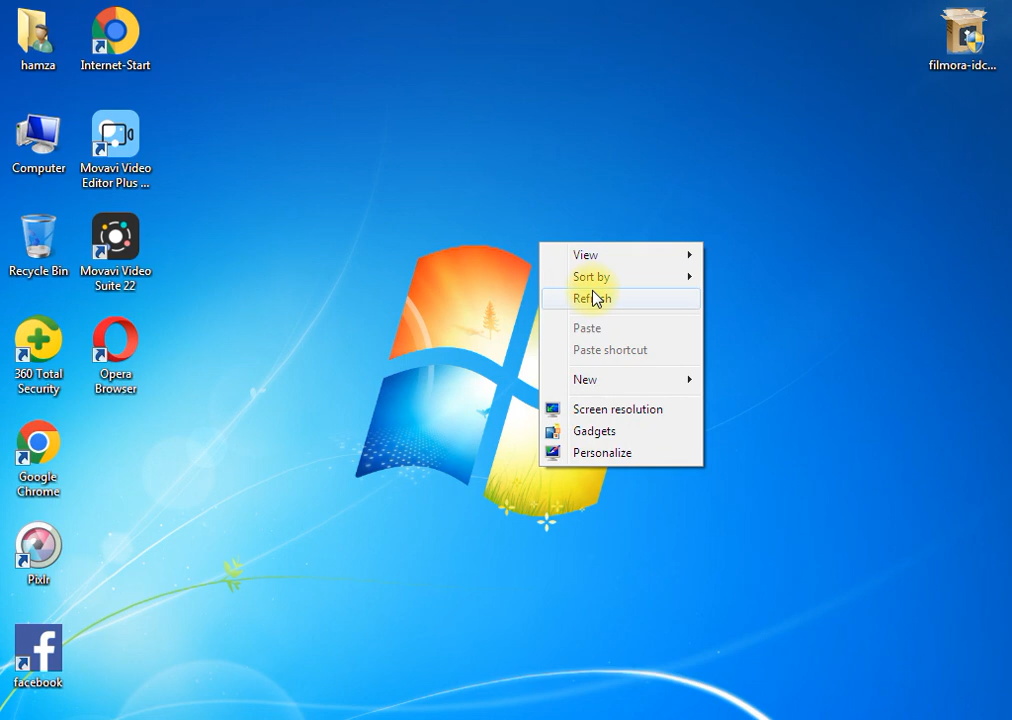 hamza
Internet-Start
filmora-idc...
Computer
Movavi Video
Editor Plus ...
Recycle Bin
Movavi Video
Suite 22
360 Total
Security
Opera
Browser
Google
Chrome
Pixlr
facebook
View
Sort by
Refresh
Paste
Paste shortcut
New
Screen resolution
Gadgets
Personalize